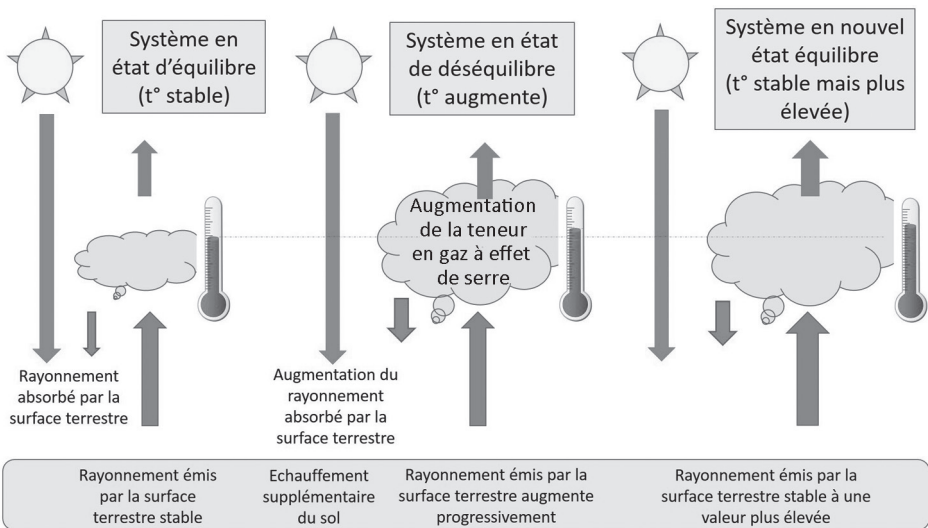 Système en
état d'équilibre
(t° stable)
Système en état
de déséquilibre
(t° augmente)
Système en nouvel
état équilibre
(t° stable mais plus
élevée)
Augmentation
de la teneur
en gaz à effet
de serre
Rayonnement
absorbé par la
surface terrestre
Augmentation du
rayonnement
absorbé par la
surface terrestre
Rayonnement émis
par la surface
terrestre stable
Echauffement
supplémentaire
du sol
Rayonnement émis par la
surface terrestre augmente
progressivement
Rayonnement émis par la
surface terrestre stable à une
valeur plus élevée